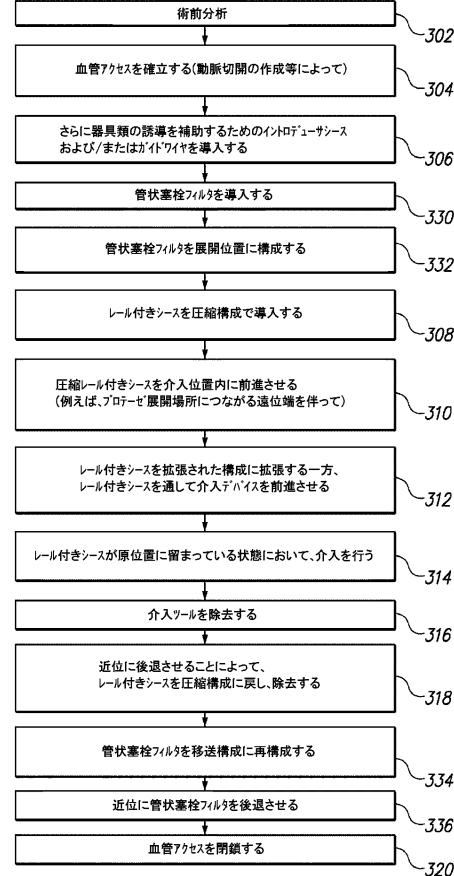 術前分析
302
血管ｱｸｾｽを確立する(動脈切開の作成等によって)
304
さらに器具類の誘導を補助するためのｲﾝﾄﾛﾃﾞｭｰｻｼｰｽ
および/またはｶﾞｲﾄﾞﾜｲﾔを導入する
306
管状塞栓ﾌｨﾙﾀを導入する
330
管状塞栓ﾌｨﾙﾀを展開位置に構成する
332
ﾚｰﾙ付きｼｰｽを圧縮構成で導入する
308
圧縮ﾚｰﾙ付きｼｰｽを介入位置内に前進させる
(例えば､ﾌﾟﾛﾃｰｾﾞ展開場所につながる遠位端を伴って)
310
ﾚｰﾙ付きｼｰｽを拡張された構成に拡張する一方､
ﾚｰﾙ付きｼｰｽを通して介入ﾃﾞﾊﾞｲｽを前進させる
312
ﾚｰﾙ付きｼｰｽが原位置に留まっている状態において､介入を行う
314
介入ﾂｰﾙを除去する
316
近位に後退させることによって､
ﾚｰﾙ付きｼｰｽを圧縮構成に戻し､除去する
318
管状塞栓ﾌｨﾙﾀを移送構成に再構成する
334
近位に管状塞栓ﾌｨﾙﾀを後退させる
336
血管ｱｸｾｽを閉鎖する
320